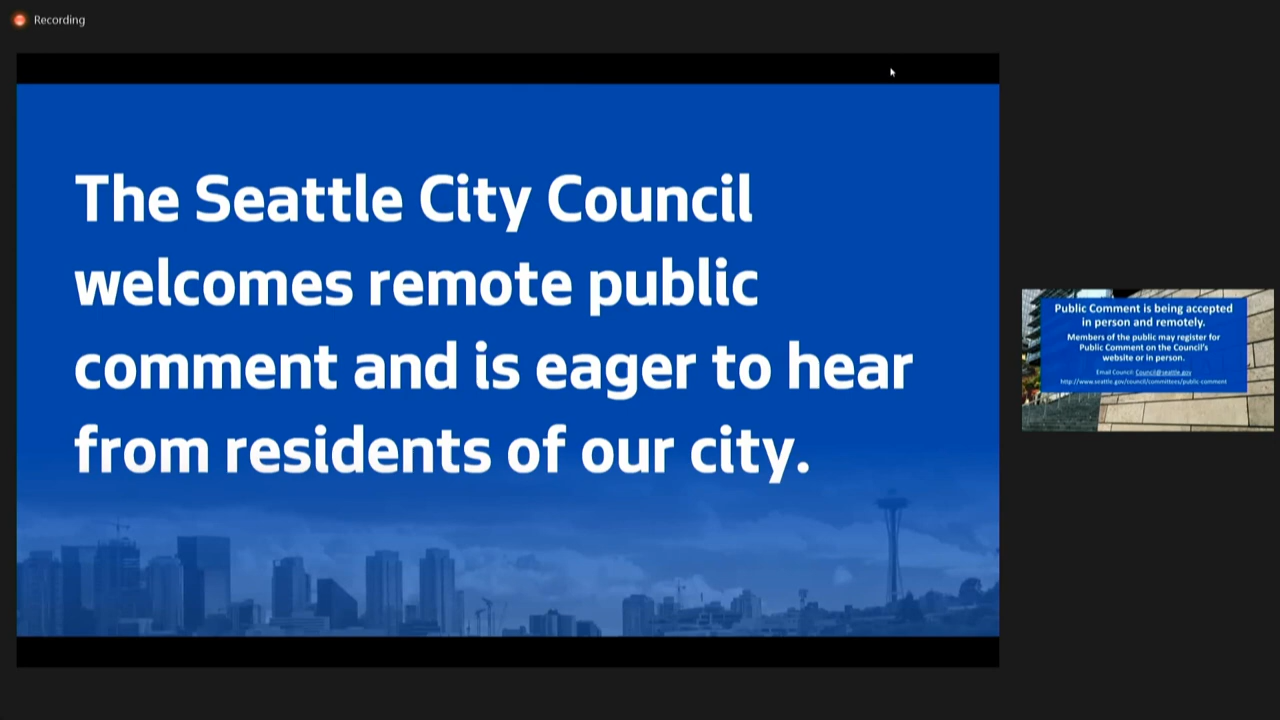 Recording
The Seattle City Council
welcomes remote public
comment and is eager to hear
from residents of our city.
Public Comment is being accepted
in person and remotely.
Members of the public may register for
Public Comment on the Council's
website or in person.
Email Council: Council@seattle.gov
http://www.seattle.gov/council/committees/public-comment